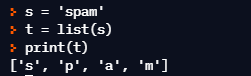 > s = 'spam'
> t = list(s)
> print(t)
['s', 'p', 'a', 'm']